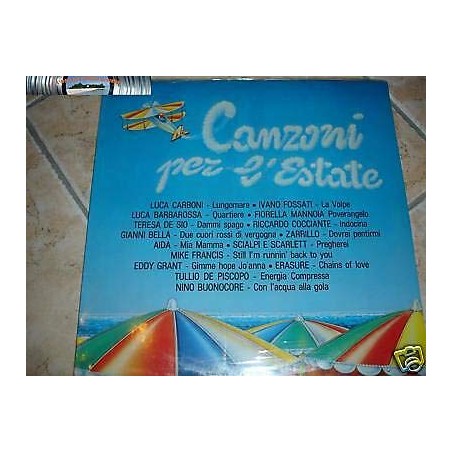 Canzoni
per l'Estate
LUCA CARBONI - Lungomare • IVANO FOSSATI - La Volpe
LUCA BARBAROSSA - Quartiere • FIORELLA MANNOIA Poverangelo
TERESA DE SIO - Dammi spago • RICCARDO COCCIANTE - Indocina
GIANNI BELLA - Due cuori rossi di vergogna • ZARRILLO - Dovrei pentirmi
AIDA - Mia Mamma • SCIALPI E SCARLETT - Pregherei
MIKE FRANCIS - Still I'm runnin' back to you
EDDY GRANT - Gimme hope Jo'anna • ERASURE - Chains of love
TULLIO DE PISCOPO - Energia Compressa
NINO BUONOCORE - Con l'acqua alla gola